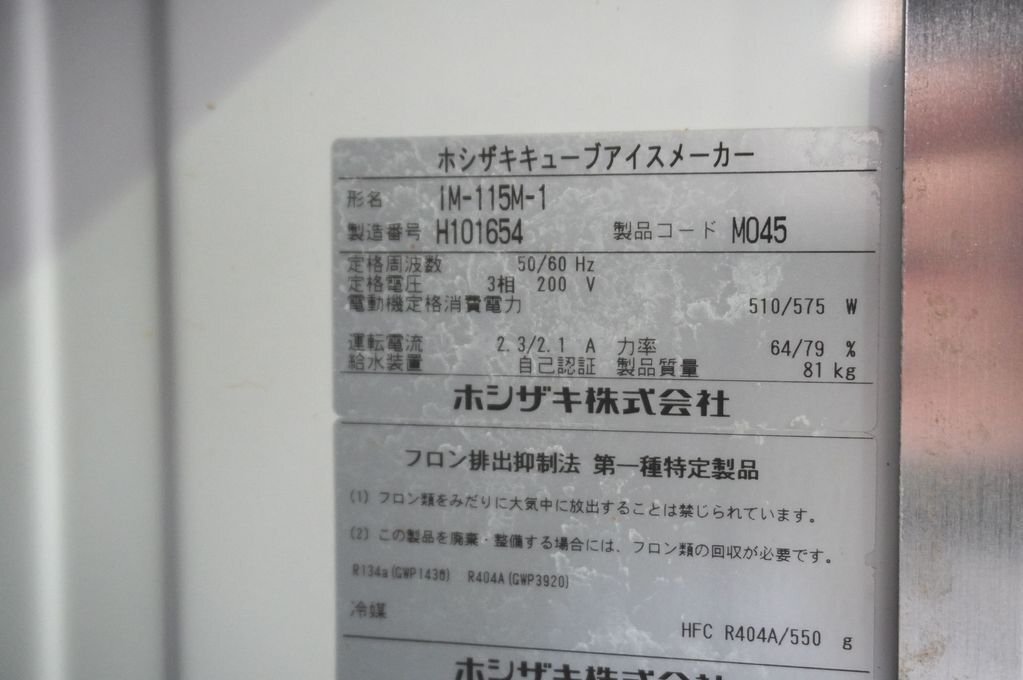 ホシザキキューブアイスメーカー
形名 IM-115M-1
製造番号 H101654 製品コード M045
定格周波数 50/60 Hz
定格電圧 3相 200 V
電動機定格消費電力 510/575 W
運転電流 2.3/2.1 A 力率 64/79 %
給水装置 自己認証 製品質量 81 kg
ホシザキ株式会社
フロン排出抑制法 第一種特定製品
(1) フロン類をみだりに大気中に放出することは禁じられています。
(2) この製品を廃棄・整備する場合には、フロン類の回収が必要です。
R134a(GWP1430) R404A(GWP3920)
冷媒
HFC R404A/550 g
ホシザキ株式会社